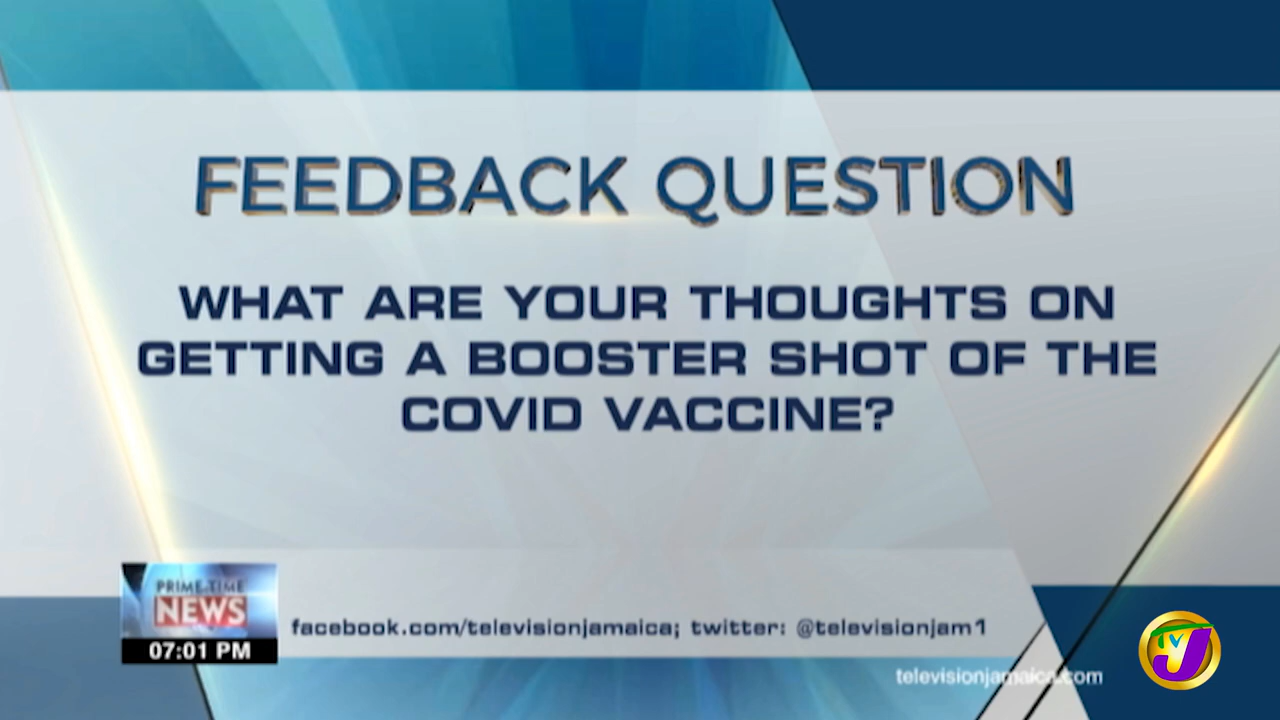 FEEDBACK QUESTION
WHAT ARE YOUR THOUGHTS ON
GETTING A BOOSTER SHOT OF THE
COVID VACCINE?
PRIME TIME
NEWS
facebook.com/televisionjamaica; twitter: @televisionjam1
07:01 PM
televisionjamaica.com
TVJ